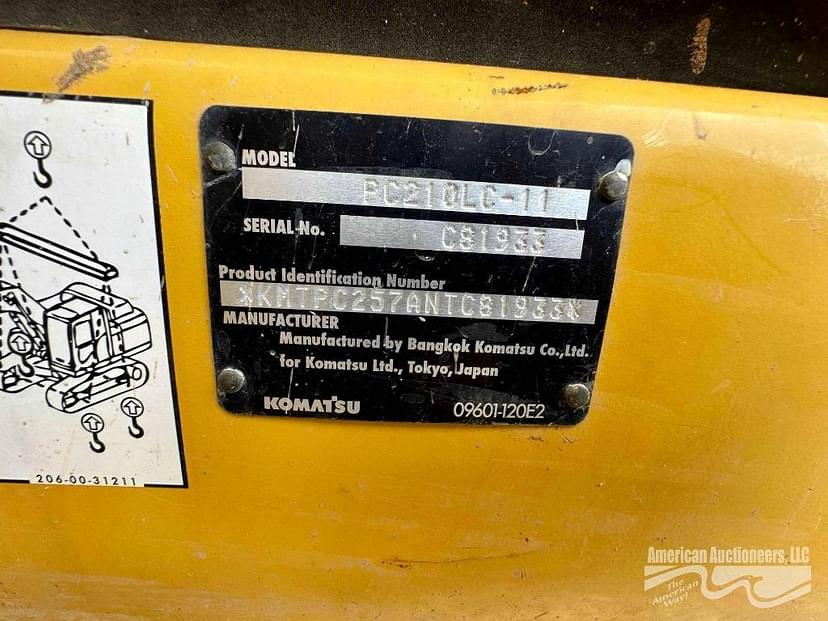 MODEL
PC210LC-11
SERIAL No.
C81933
Product Identification Number
*KMTPC257ANTC81933*
MANUFACTURER
Manufactured by Bangkok Komatsu Co., Ltd.
for Komatsu Ltd., Tokyo, Japan
KOMATSU
09601-120E2
206-00-31211
American Auctioneers, LLC
The
American
Way!